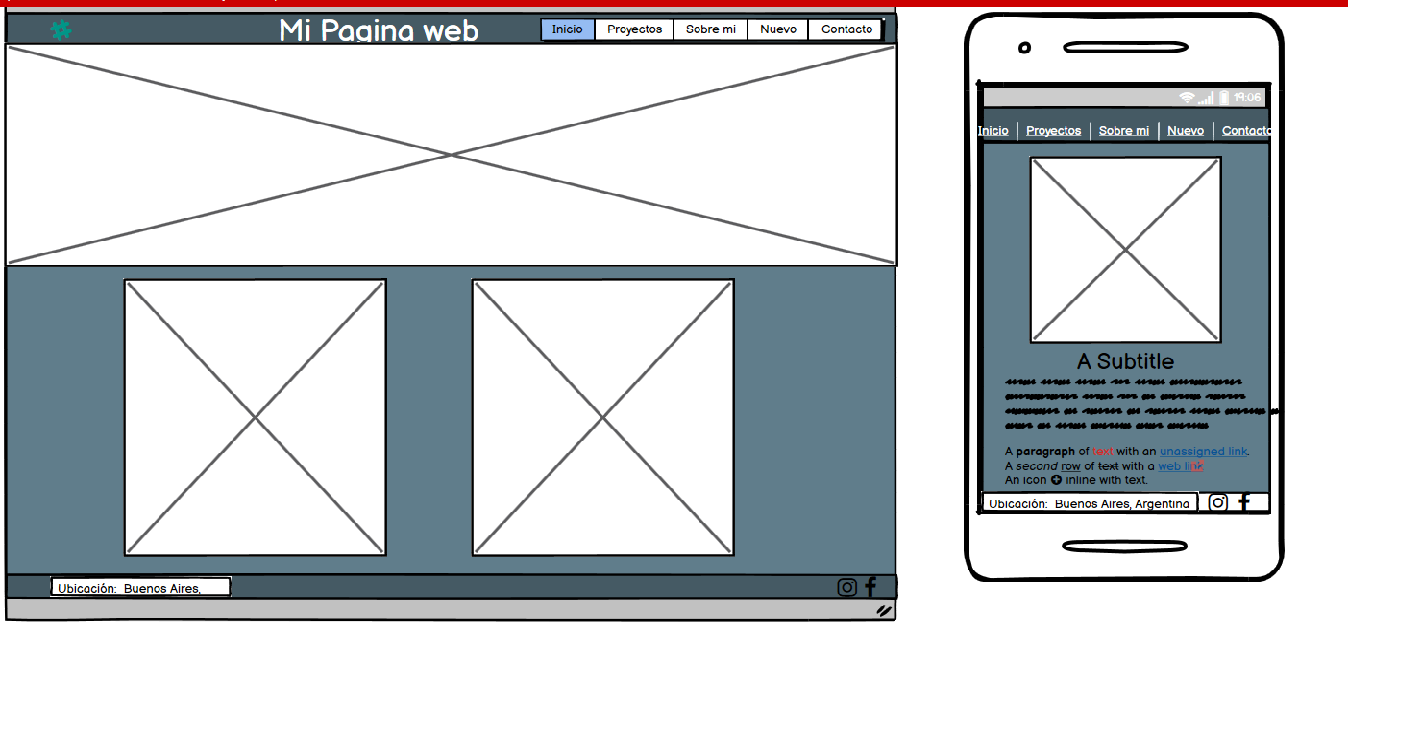 Mi Pagina web
Inicio Proyectos Sobre mi Nuevo Contacto
Ubicación: Buenos Aires,
19:06
Inicio Proyectos Sobre mi Nuevo Contacto
A Subtitle
A paragraph of text with an unassigned link.
A second row of text with a web link
An icon inline with text.
Ubicación: Buenos Aires, Argentina